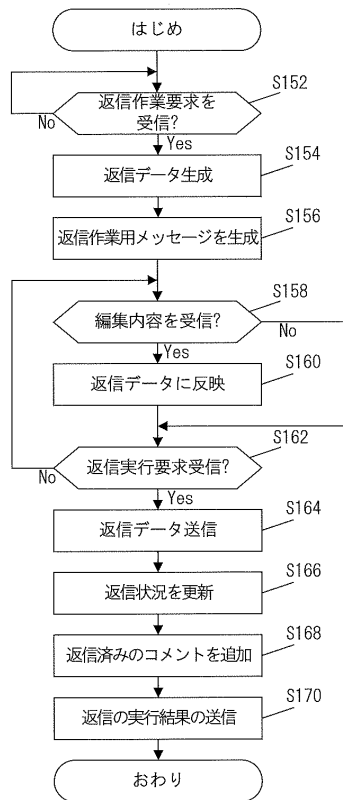 はじめ
S152
返信作業要求を
受信?
No
Yes
S154
返信データ生成
S156
返信作業用メッセージを生成
S158
編集内容を受信?
No
Yes
S160
返信データに反映
S162
返信実行要求受信?
No
Yes
S164
返信データ送信
S166
返信状況を更新
S168
返信済みのコメントを追加
S170
返信の実行結果の送信
おわり